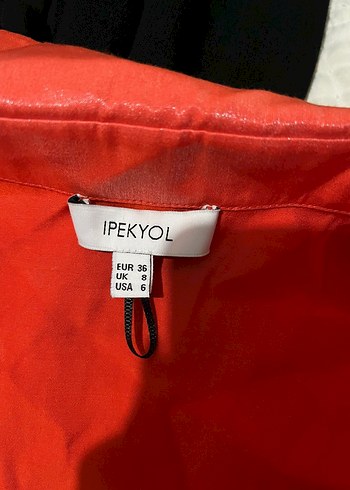 IPEKYOL
EUR 36
UK 8
USA 6